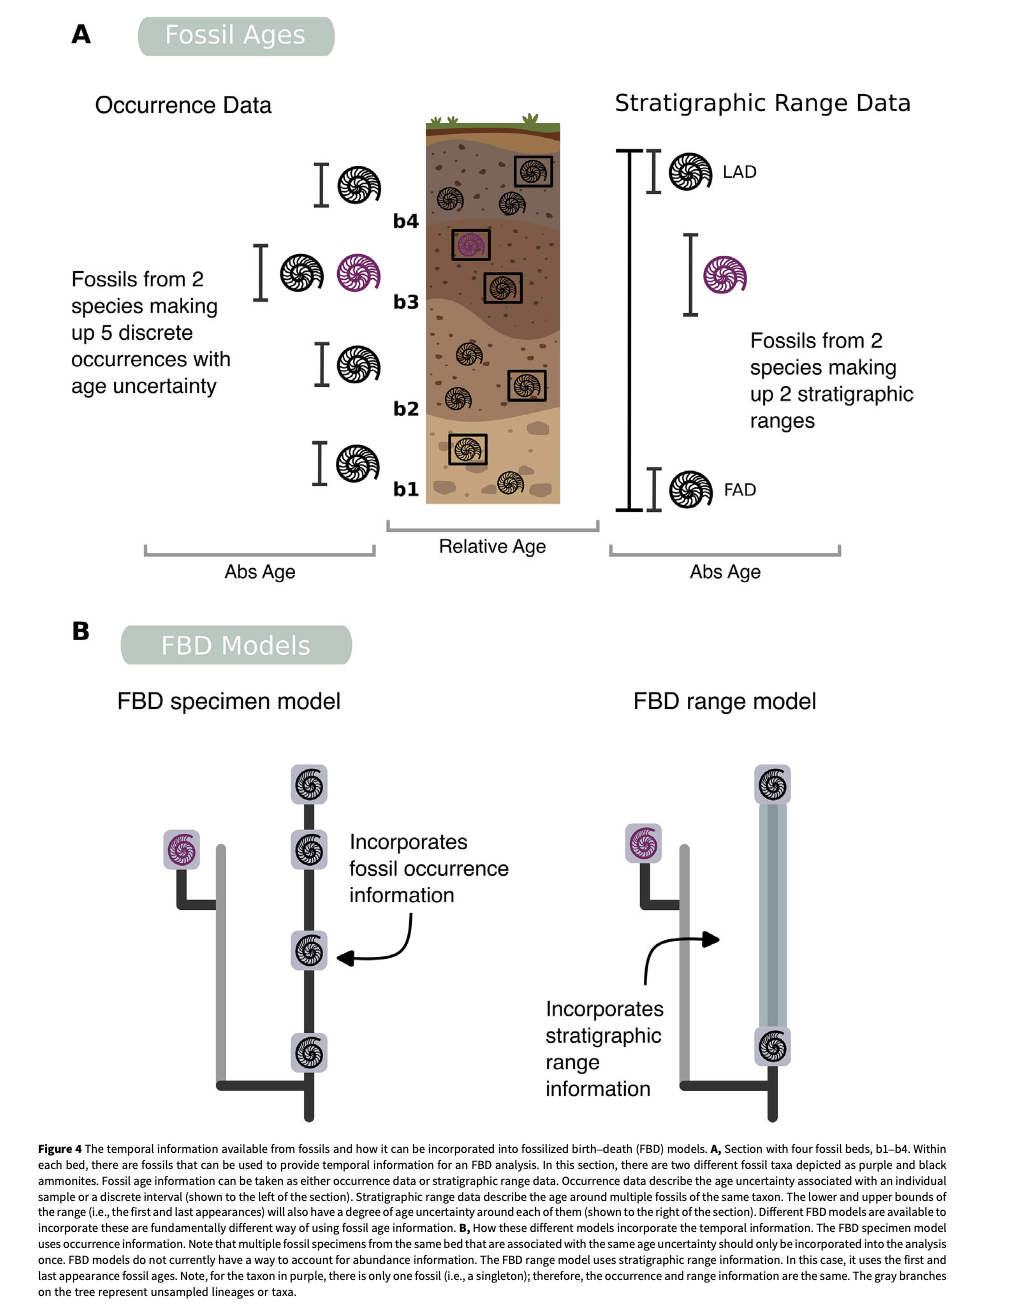 A
Fossil Ages
Occurrence Data
Stratigraphic Range Data
LAD
b4
Fossils from 2
species making
up 5 discrete
occurrences with
age uncertainty
b3
Fossils from 2
species making
up 2 stratigraphic
ranges
b2
b1
FAD
Relative Age
Abs Age
Abs Age
B
FBD Models
FBD specimen model
FBD range model
Incorporates
fossil occurrence
information
Incorporates
stratigraphic
range
information
Figure 4 The temporal information available from fossils and how it can be incorporated into fossilized birth–death (FBD) models. A, Section with four fossil beds, b1–b4. Within
each bed, there are fossils that can be used to provide temporal information for an FBD analysis. In this section, there are two different fossil taxa depicted as purple and black
ammonites. Fossil age information can be taken as either occurrence data or stratigraphic range data. Occurrence data describe the age uncertainty associated with an individual
sample or a discrete interval (shown to the left of the section). Stratigraphic range data describe the age around multiple fossils of the same taxon. The lower and upper bounds of
the range (i.e., the first and last appearances) will also have a degree of age uncertainty around each of them (shown to the right of the section). Different FBD models are available to
incorporate these are fundamentally different way of using fossil age information. B, How these different models incorporate the temporal information. The FBD specimen model
uses occurrence information. Note that multiple fossil specimens from the same bed that are associated with the same age uncertainty should only be incorporated into the analysis
once. FBD models do not currently have a way to account for abundance information. The FBD range model uses stratigraphic range information. In this case, it uses the first and
last appearance fossil ages. Note, for the taxon in purple, there is only one fossil (i.e., a singleton); therefore, the occurrence and range information are the same. The gray branches
on the tree represent unsampled lineages or taxa.